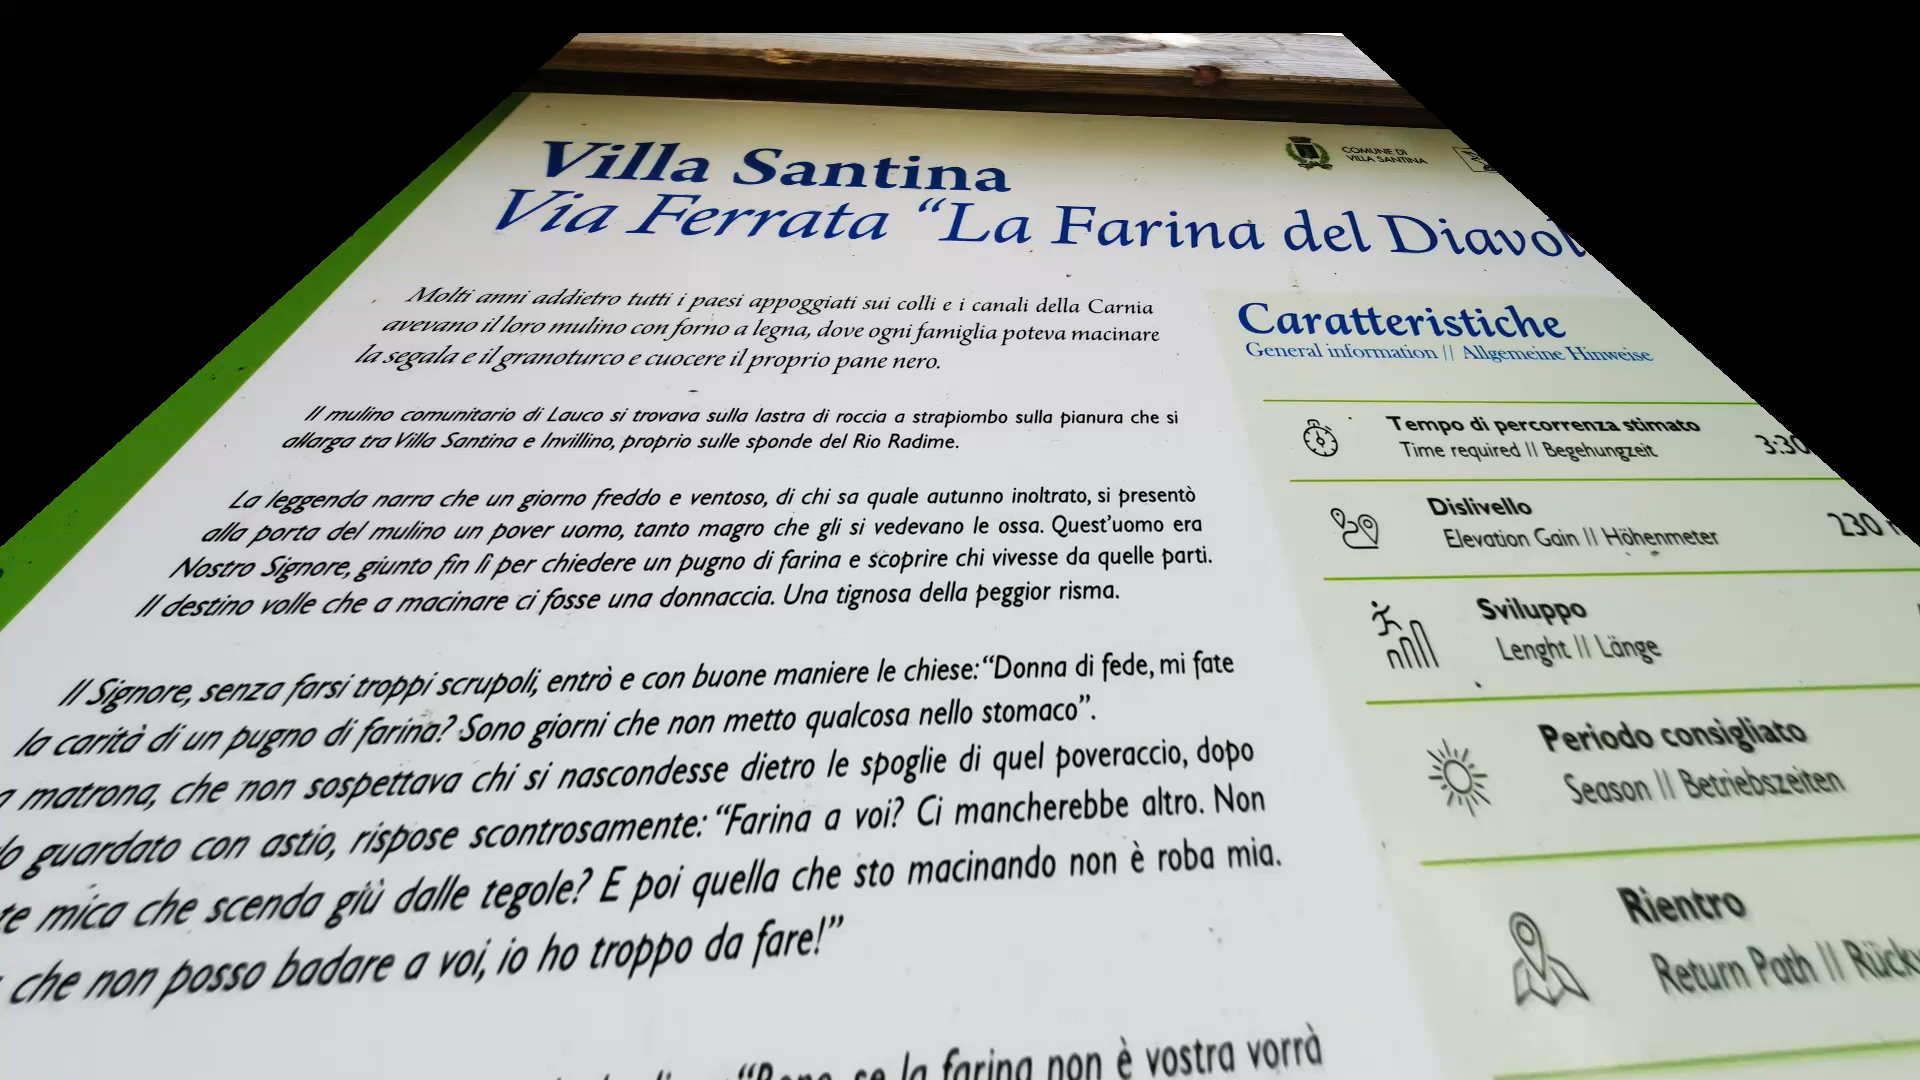 Villa Santina
Via Ferrata “La Farina del Diavol
COMUNE DI
VILLA SANTINA
Molti anni addietro tutti i paesi appoggiati sui colli e i canali della Carnia
avevano il loro mulino con forno a legna, dove ogni famiglia poteva macinare
la segala e il granoturco e cuocere il proprio pane nero.
Il mulino comunitario di Lauco si trovava sulla lastra di roccia a strapiombo sulla pianura che si
allarga tra Villa Santina e Invillino, proprio sulle sponde del Rio Radime.
La leggenda narra che un giorno freddo e ventoso, di chi sa quale autunno inoltrato, si presentò
alla porta del mulino un pover uomo, tanto magro che gli si vedevano le ossa. Quest’uomo era
Nostro Signore, giunto fin lì per chiedere un pugno di farina e scoprire chi vivesse da quelle parti.
Il destino volle che a macinare ci fosse una donnaccia. Una tignosa della peggior risma.
Il Signore, senza farsi troppi scrupoli, entrò e con buone maniere le chiese: “Donna di fede, mi fate
la carità di un pugno di farina? Sono giorni che non metto qualcosa nello stomaco”.
matrona, che non sospettava chi si nascondesse dietro le spoglie di quel poveraccio, dopo
guardato con astio, rispose scontrosamente: “Farina a voi? Ci mancherebbe altro. Non
te mica che scenda giù dalle tegole? E poi quella che sto macinando non è roba mia.
che non posso badare a voi, io ho troppo da fare!”
se la farina non è vostra vorrà
Caratteristiche
General information // Allgemeine Hinweise
Tempo di percorrenza stimato
Time required // Begehungzeit
3:30
Dislivello
Elevation Gain // Höhenmeter
230
Sviluppo
Lenght // Länge
Periodo consigliato
Season // Betriebszeiten
Rientro
Return Path // Rückw